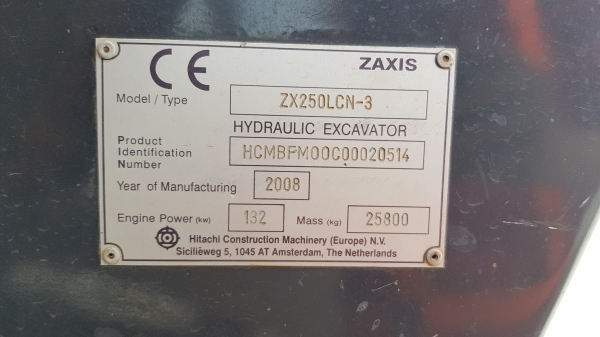 CE ZAXIS
Model / Type ZX250LCN-3
HYDRAULIC EXCAVATOR
Product
Identification HCMBFM00C00020514
Number
Year of Manufacturing 2008
Engine Power (kw) 132 Mass (kg) 25800
Hitachi Construction Machinery (Europe) N.V.
Siciliëweg 5, 1045 AT Amsterdam, The Netherlands